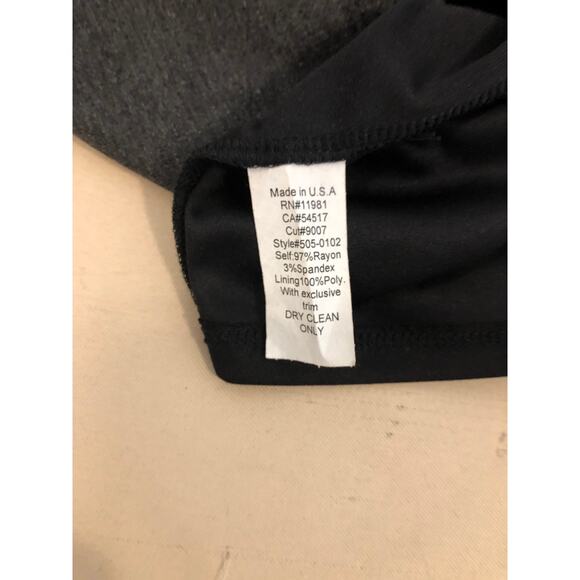 Made in U.S.A
RN#11981
CA#54517
Cut#9007
Style#505-0102
Self:97%Rayon
3%Spandex
Lining100%Poly.
With exclusive
trim
DRY CLEAN
ONLY